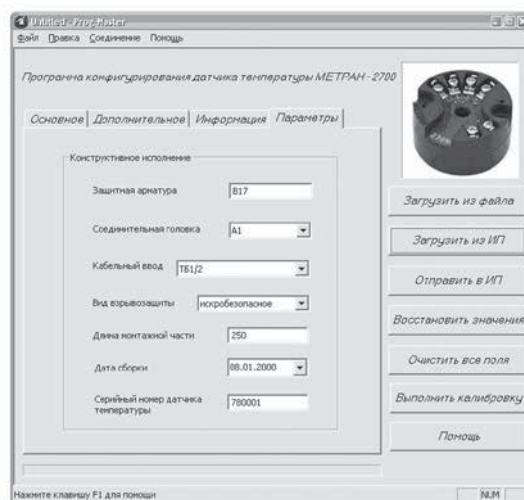 Untitled - Prog-Master
Файл Правка Соединение Помощь
Программа конфигурирования датчика температуры МЕТРАН - 2700
Основное Дополнительное Информация Параметры
Конструктивное исполнение
Защитная арматура В17
Соединительная головка А1
Кабельный ввод ТБ1/2
Вид взрывозащиты искробезопасное
Длина монтажной части 250
Дата сборки 08.01.2000
Серийный номер датчика температуры 780001
Загрузить из файла
Загрузить из ИП
Отправить в ИП
Восстановить значения
Очистить все поля
Выполнить калибровку
Помощь
Нажмите клавишу F1 для помощи
NUM